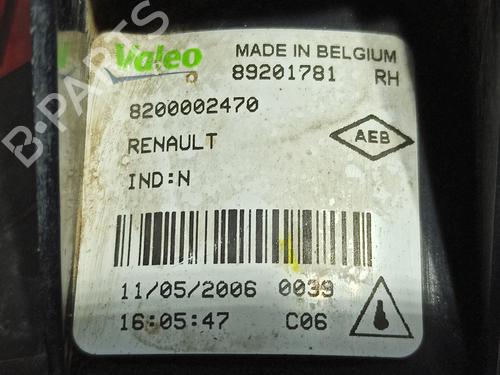 Valeo MADE IN BELGIUM
89201781 RH
8200002470
RENAULT AEB
IND:N
11/05/2006 0039
16:05:47 C06
B-PARTS